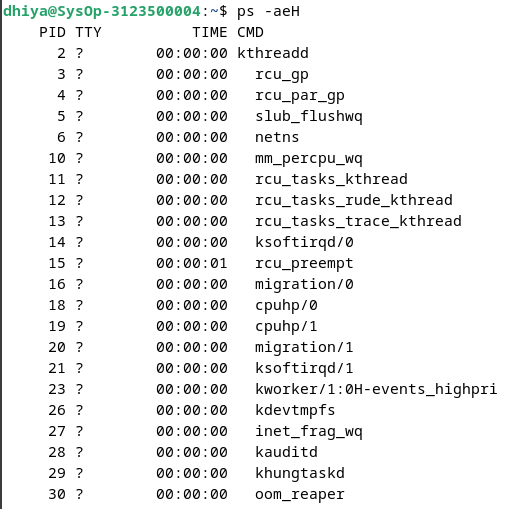 dhiya@SysOp-3123500004:~$ ps -aeH
    PID TTY          TIME CMD
      2 ?        00:00:00 kthreadd
      3 ?        00:00:00   rcu_gp
      4 ?        00:00:00   rcu_par_gp
      5 ?        00:00:00   slub_flushwq
      6 ?        00:00:00   netns
     10 ?        00:00:00   mm_percpu_wq
     11 ?        00:00:00   rcu_tasks_kthread
     12 ?        00:00:00   rcu_tasks_rude_kthread
     13 ?        00:00:00   rcu_tasks_trace_kthread
     14 ?        00:00:00   ksoftirqd/0
     15 ?        00:00:01   rcu_preempt
     16 ?        00:00:00   migration/0
     18 ?        00:00:00   cpuhp/0
     19 ?        00:00:00   cpuhp/1
     20 ?        00:00:00   migration/1
     21 ?        00:00:00   ksoftirqd/1
     23 ?        00:00:00   kworker/1:0H-events_highpri
     26 ?        00:00:00   kdevtmpfs
     27 ?        00:00:00   inet_frag_wq
     28 ?        00:00:00   kauditd
     29 ?        00:00:00   khungtaskd
     30 ?        00:00:00   oom_reaper